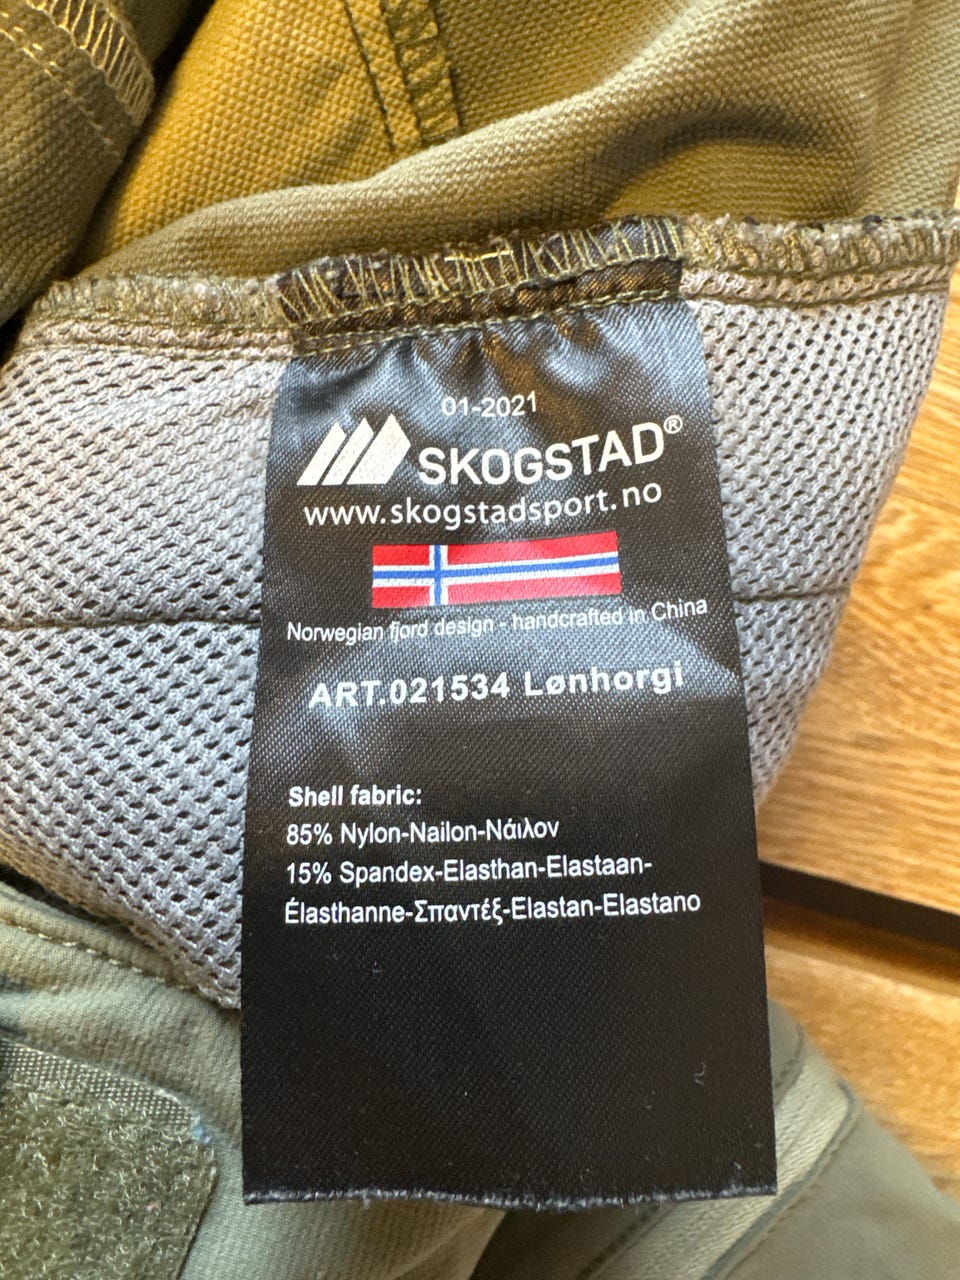 01-2021
SKOGSTAD®
www.skogstadsport.no
Norwegian fjord design - handcrafted in China
ART.021534 Lønhorgi
Shell fabric:
85% Nylon-Nailon-Νάιλον
15% Spandex-Elasthan-Elastaan-
Élasthanne-Σπαντέξ-Elastan-Elastano